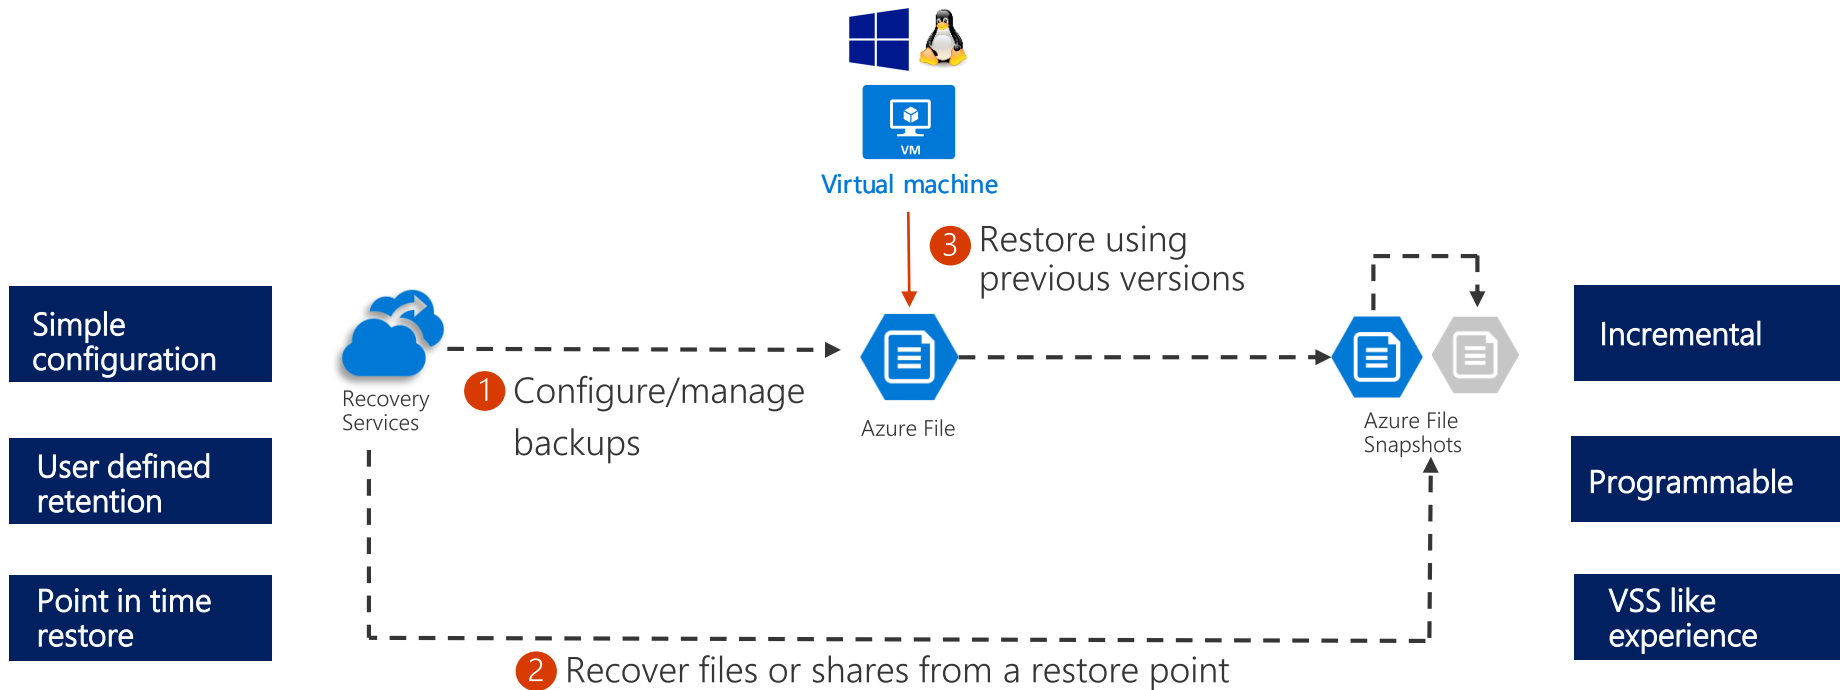 VM
Virtual machine
3
Restore using
previous versions
Simple
configuration
Recovery
Services
1
Configure/manage
backups
Azure File
Azure File
Snapshots
Incremental
User defined
retention
Programmable
Point in time
restore
VSS like
experience
2 Recover files or shares from a restore point